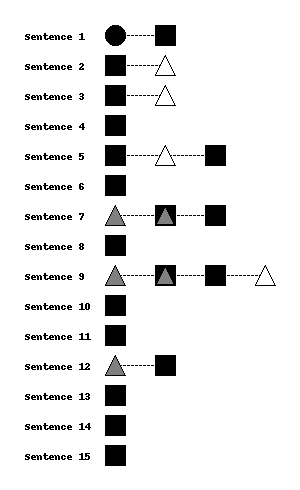 Sentence 1
Sentence 2
Sentence 3
Sentence 4
Sentence 5
Sentence 6
Sentence 7
Sentence 8
Sentence 9
Sentence 10
Sentence 11
Sentence 12
Sentence 13
Sentence 14
Sentence 15